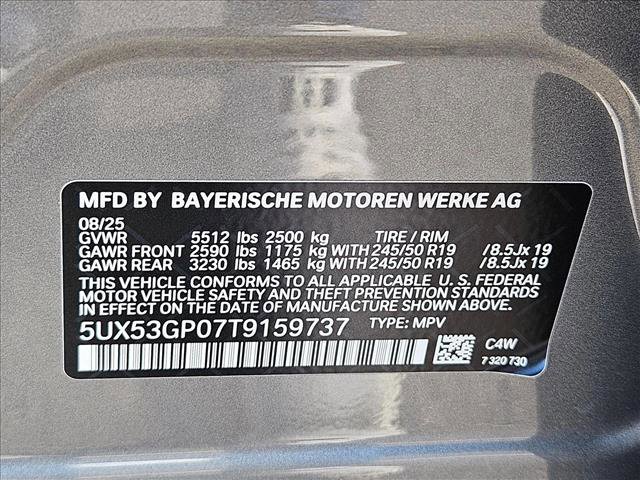 MFD BY BAYERISCHE MOTOREN WERKE AG
08/25
GVWR 5512 lbs 2500 kg TIRE / RIM
GAWR FRONT 2590 lbs 1175 kg WITH 245/50 R19 /8.5Jx 19
GAWR REAR 3230 lbs 1465 kg WITH 245/50 R19 /8.5Jx 19
THIS VEHICLE CONFORMS TO ALL APPLICABLE U. S. FEDERAL
MOTOR VEHICLE SAFETY AND THEFT PREVENTION STANDARDS
IN EFFECT ON THE DATE OF MANUFACTURE SHOWN ABOVE.
5UX53GP07T9159737 TYPE: MPV
C4W
7 320 730